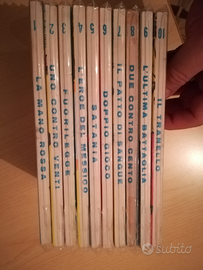 1 LA MANO ROSSA
2 UNO CONTRO VENTI
3 FUORILEGGE
4 L'EROE DEL MESSICO
5 SATANIA
6 DOPPIO GIOCO
7 IL PATTO DI SANGUE
8 DUE CONTRO CENTO
9 L'ULTIMA BATTAGLIA
10 IL TRANELLO
subito